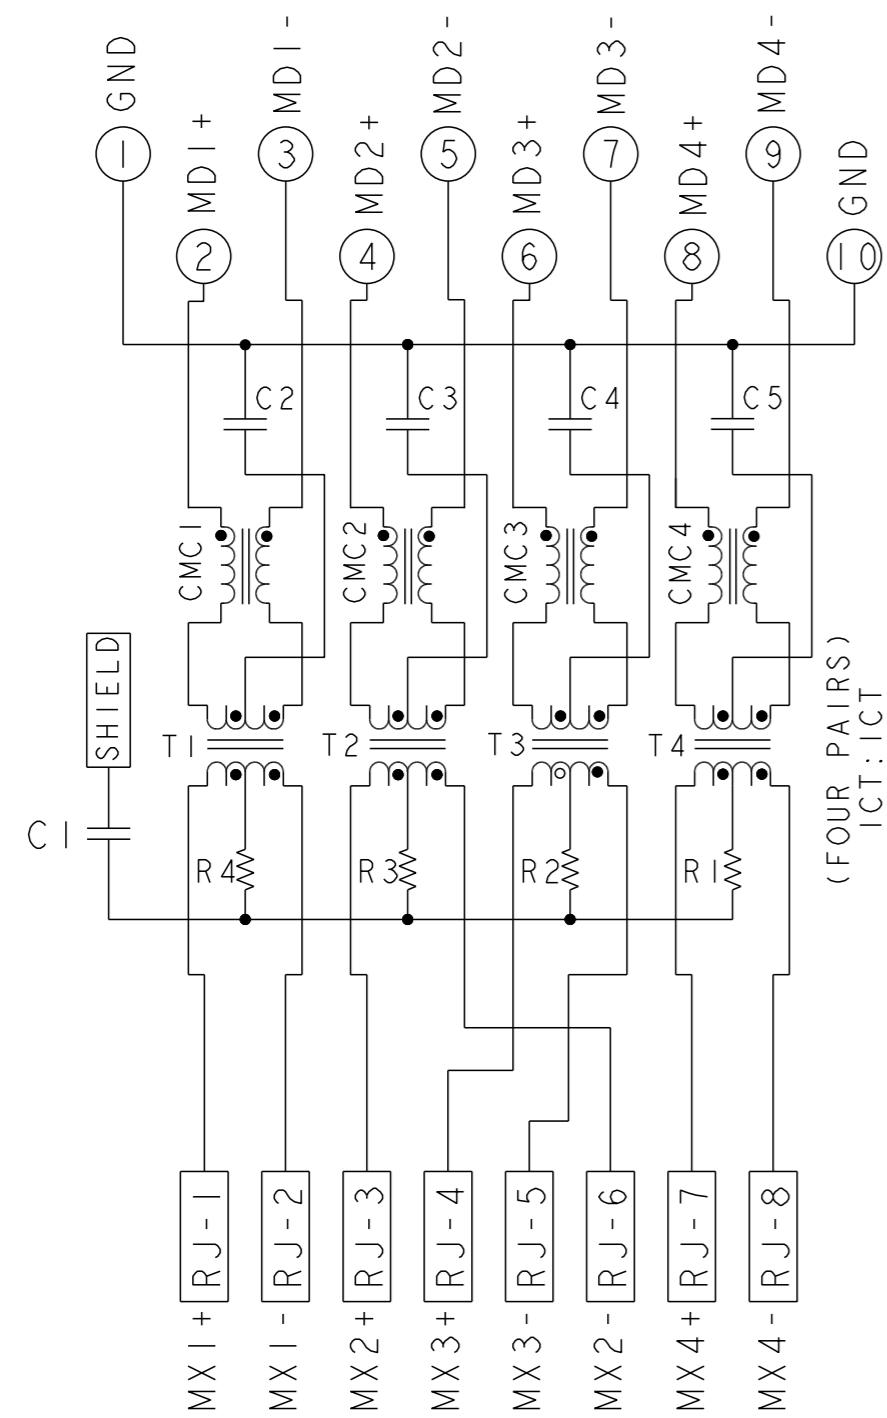 GND
MD1-
MD2-
MD3-
MD4-
1
3
5
7
9
MD1+
MD2+
MD3+
MD4+
GND
2
4
6
8
10
C2
C3
C4
C5
CMC1
CMC2
CMC3
CMC4
SHIELD
T1
T2
T3
T4
(FOUR PAIRS)
1CT:1CT
C1
R4
R3
R2
R1
RJ-1
RJ-2
RJ-3
RJ-4
RJ-5
RJ-6
RJ-7
RJ-8
MX1+
MX1-
MX2+
MX3+
MX3-
MX2-
MX4+
MX4-